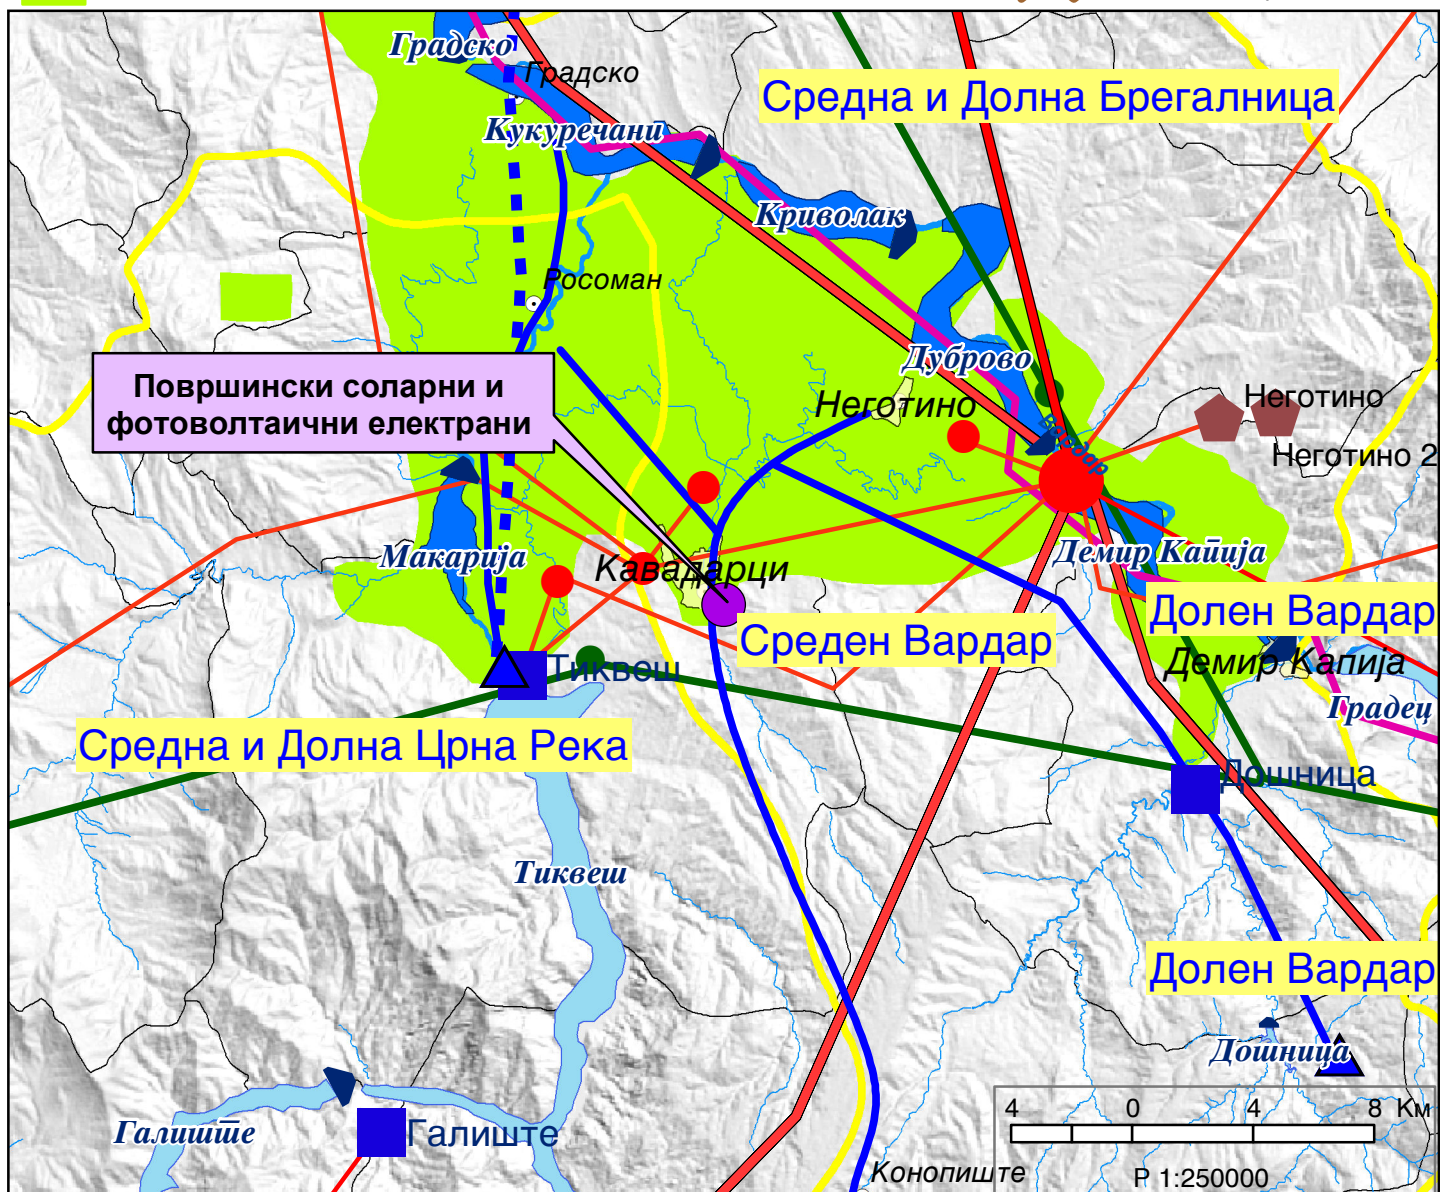 Градско
Градско
Средна и Долна Брегалница
Кукуречани
Криволак
Росоман
Дуброво
Површински соларни и
фотоволтаични електрани
Неготино
Неготино
Вардар
Неготино 2
Макарија
Кавадарци
Демир Капија
Долен Вардар
Среден Вардар
Тиквеш
Демир Капија
Градец
Средна и Долна Црна Река
Дошница
Тиквеш
Долен Вардар
Дошница
4 0 4 8 Км
Галиште
Галиште
Конопиште
Р 1:250000